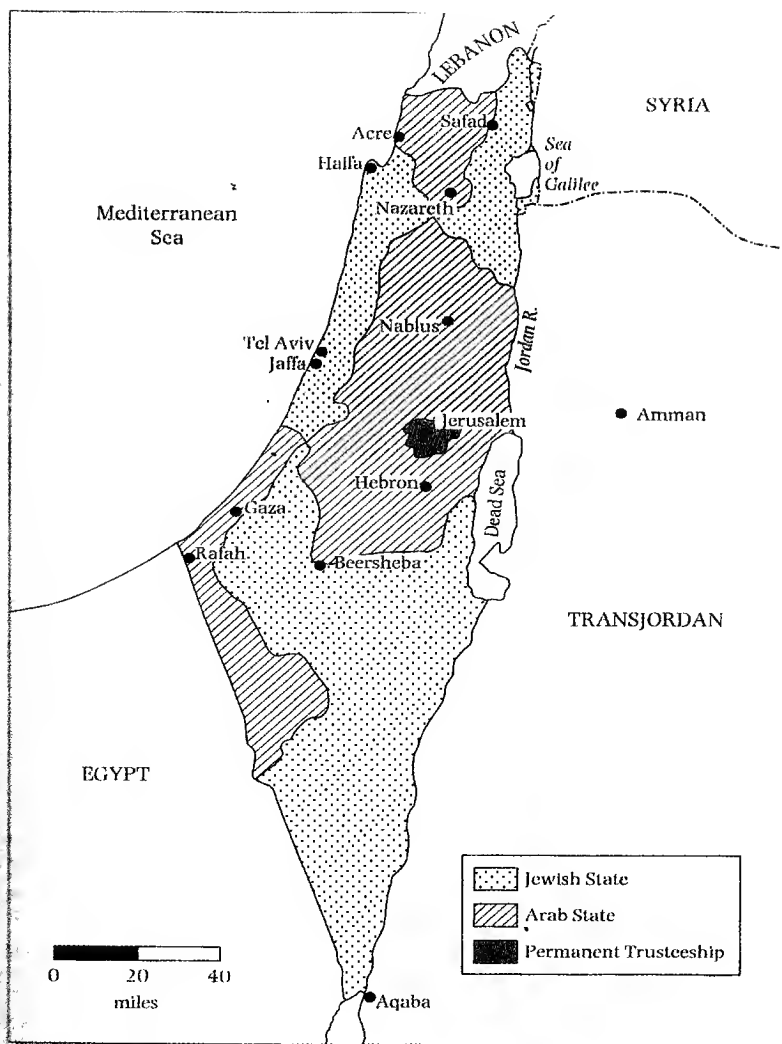 LEBANON
SYRIA
Safad
Acre
Haifa
Sea
of
Galilee
Nazareth
Mediterranean
Sea
Nablus
Jordan R.
Tel Aviv
Jaffa
Jerusalem
Amman
Hebron
Dead Sea
Gaza
Rafah
Beersheba
TRANSJORDAN
EGYPT
Jewish State
Arab State
Permanent Trusteeship
0 20 40
miles
Aqaba